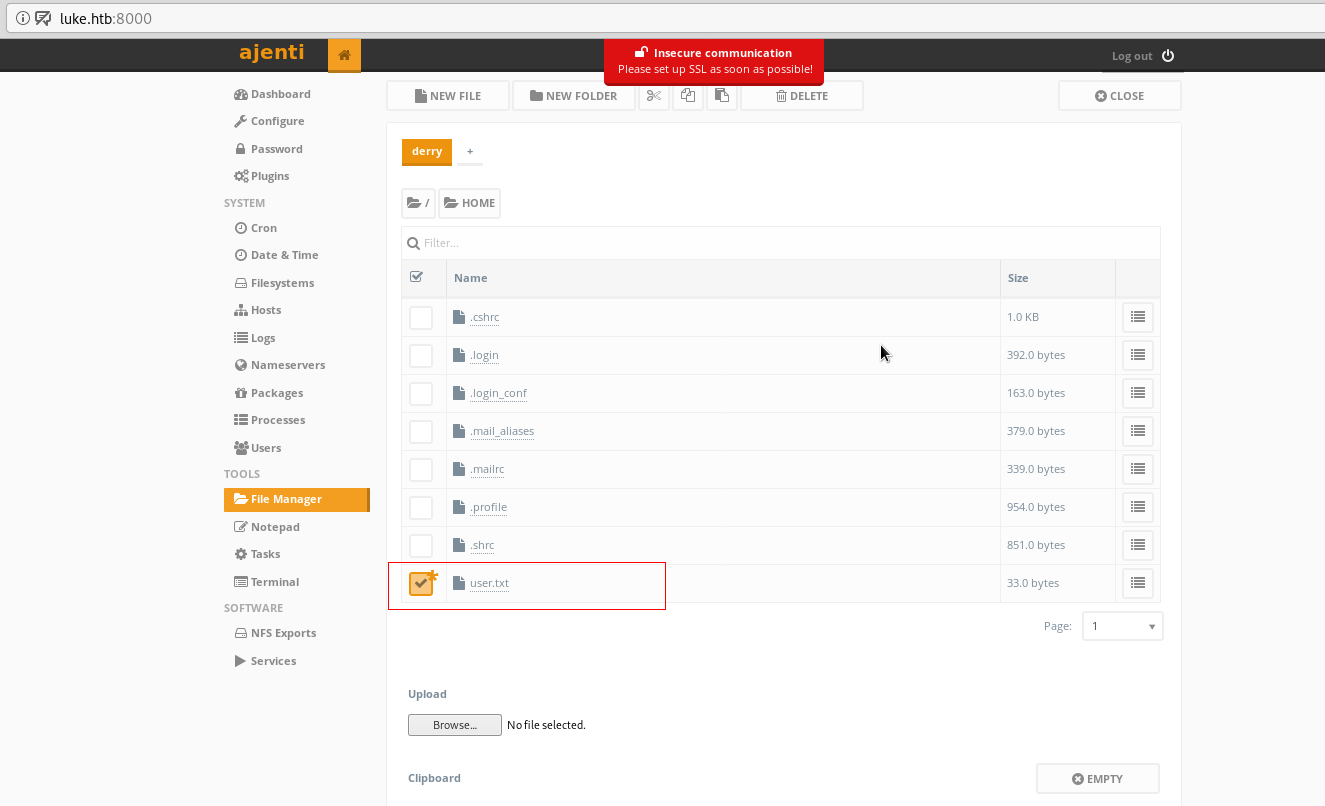 luke.htb:8000
ajenti
Insecure communication
Please set up SSL as soon as possible!
Log out
Dashboard
Configure
Password
Plugins
SYSTEM
Cron
Date & Time
Filesystems
Hosts
Logs
Nameservers
Packages
Processes
Users
TOOLS
File Manager
Notepad
Tasks
Terminal
SOFTWARE
NFS Exports
Services
NEW FILE
NEW FOLDER
DELETE
CLOSE
derry
+
/
HOME
Filter...
Name
Size
.cshrc
1.0 KB
.login
392.0 bytes
.login_conf
163.0 bytes
.mail_aliases
379.0 bytes
.mailrc
339.0 bytes
.profile
954.0 bytes
.shrc
851.0 bytes
user.txt
33.0 bytes
Page:
1
Upload
Browse...
No file selected.
Clipboard
EMPTY